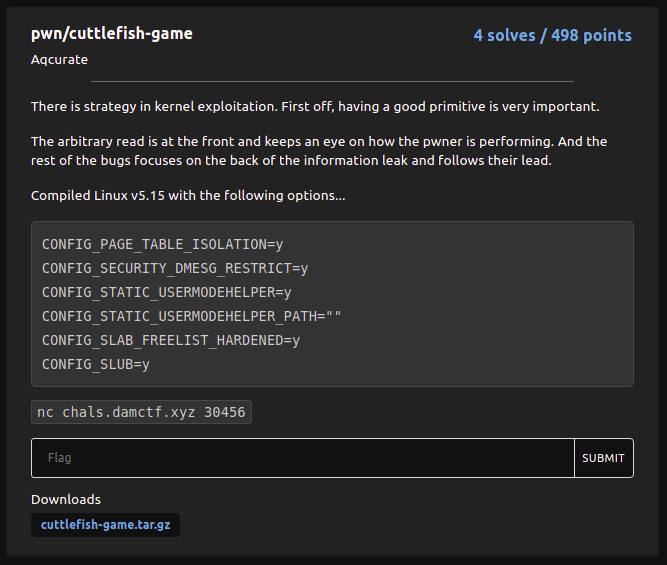 pwn/cuttlefish-game
4 solves / 498 points
Aqcurate
There is strategy in kernel exploitation. First off, having a good primitive is very important.
The arbitrary read is at the front and keeps an eye on how the pwner is performing. And the
rest of the bugs focuses on the back of the information leak and follows their lead.
Compiled Linux v5.15 with the following options...
CONFIG_PAGE_TABLE_ISOLATION=y
CONFIG_SECURITY_DMESG_RESTRICT=y
CONFIG_STATIC_USERMODEHELPER=y
CONFIG_STATIC_USERMODEHELPER_PATH=""
CONFIG_SLAB_FREELIST_HARDENED=y
CONFIG_SLUB=y
nc chals.damctf.xyz 30456
Flag
SUBMIT
Downloads
cuttlefish-game.tar.gz